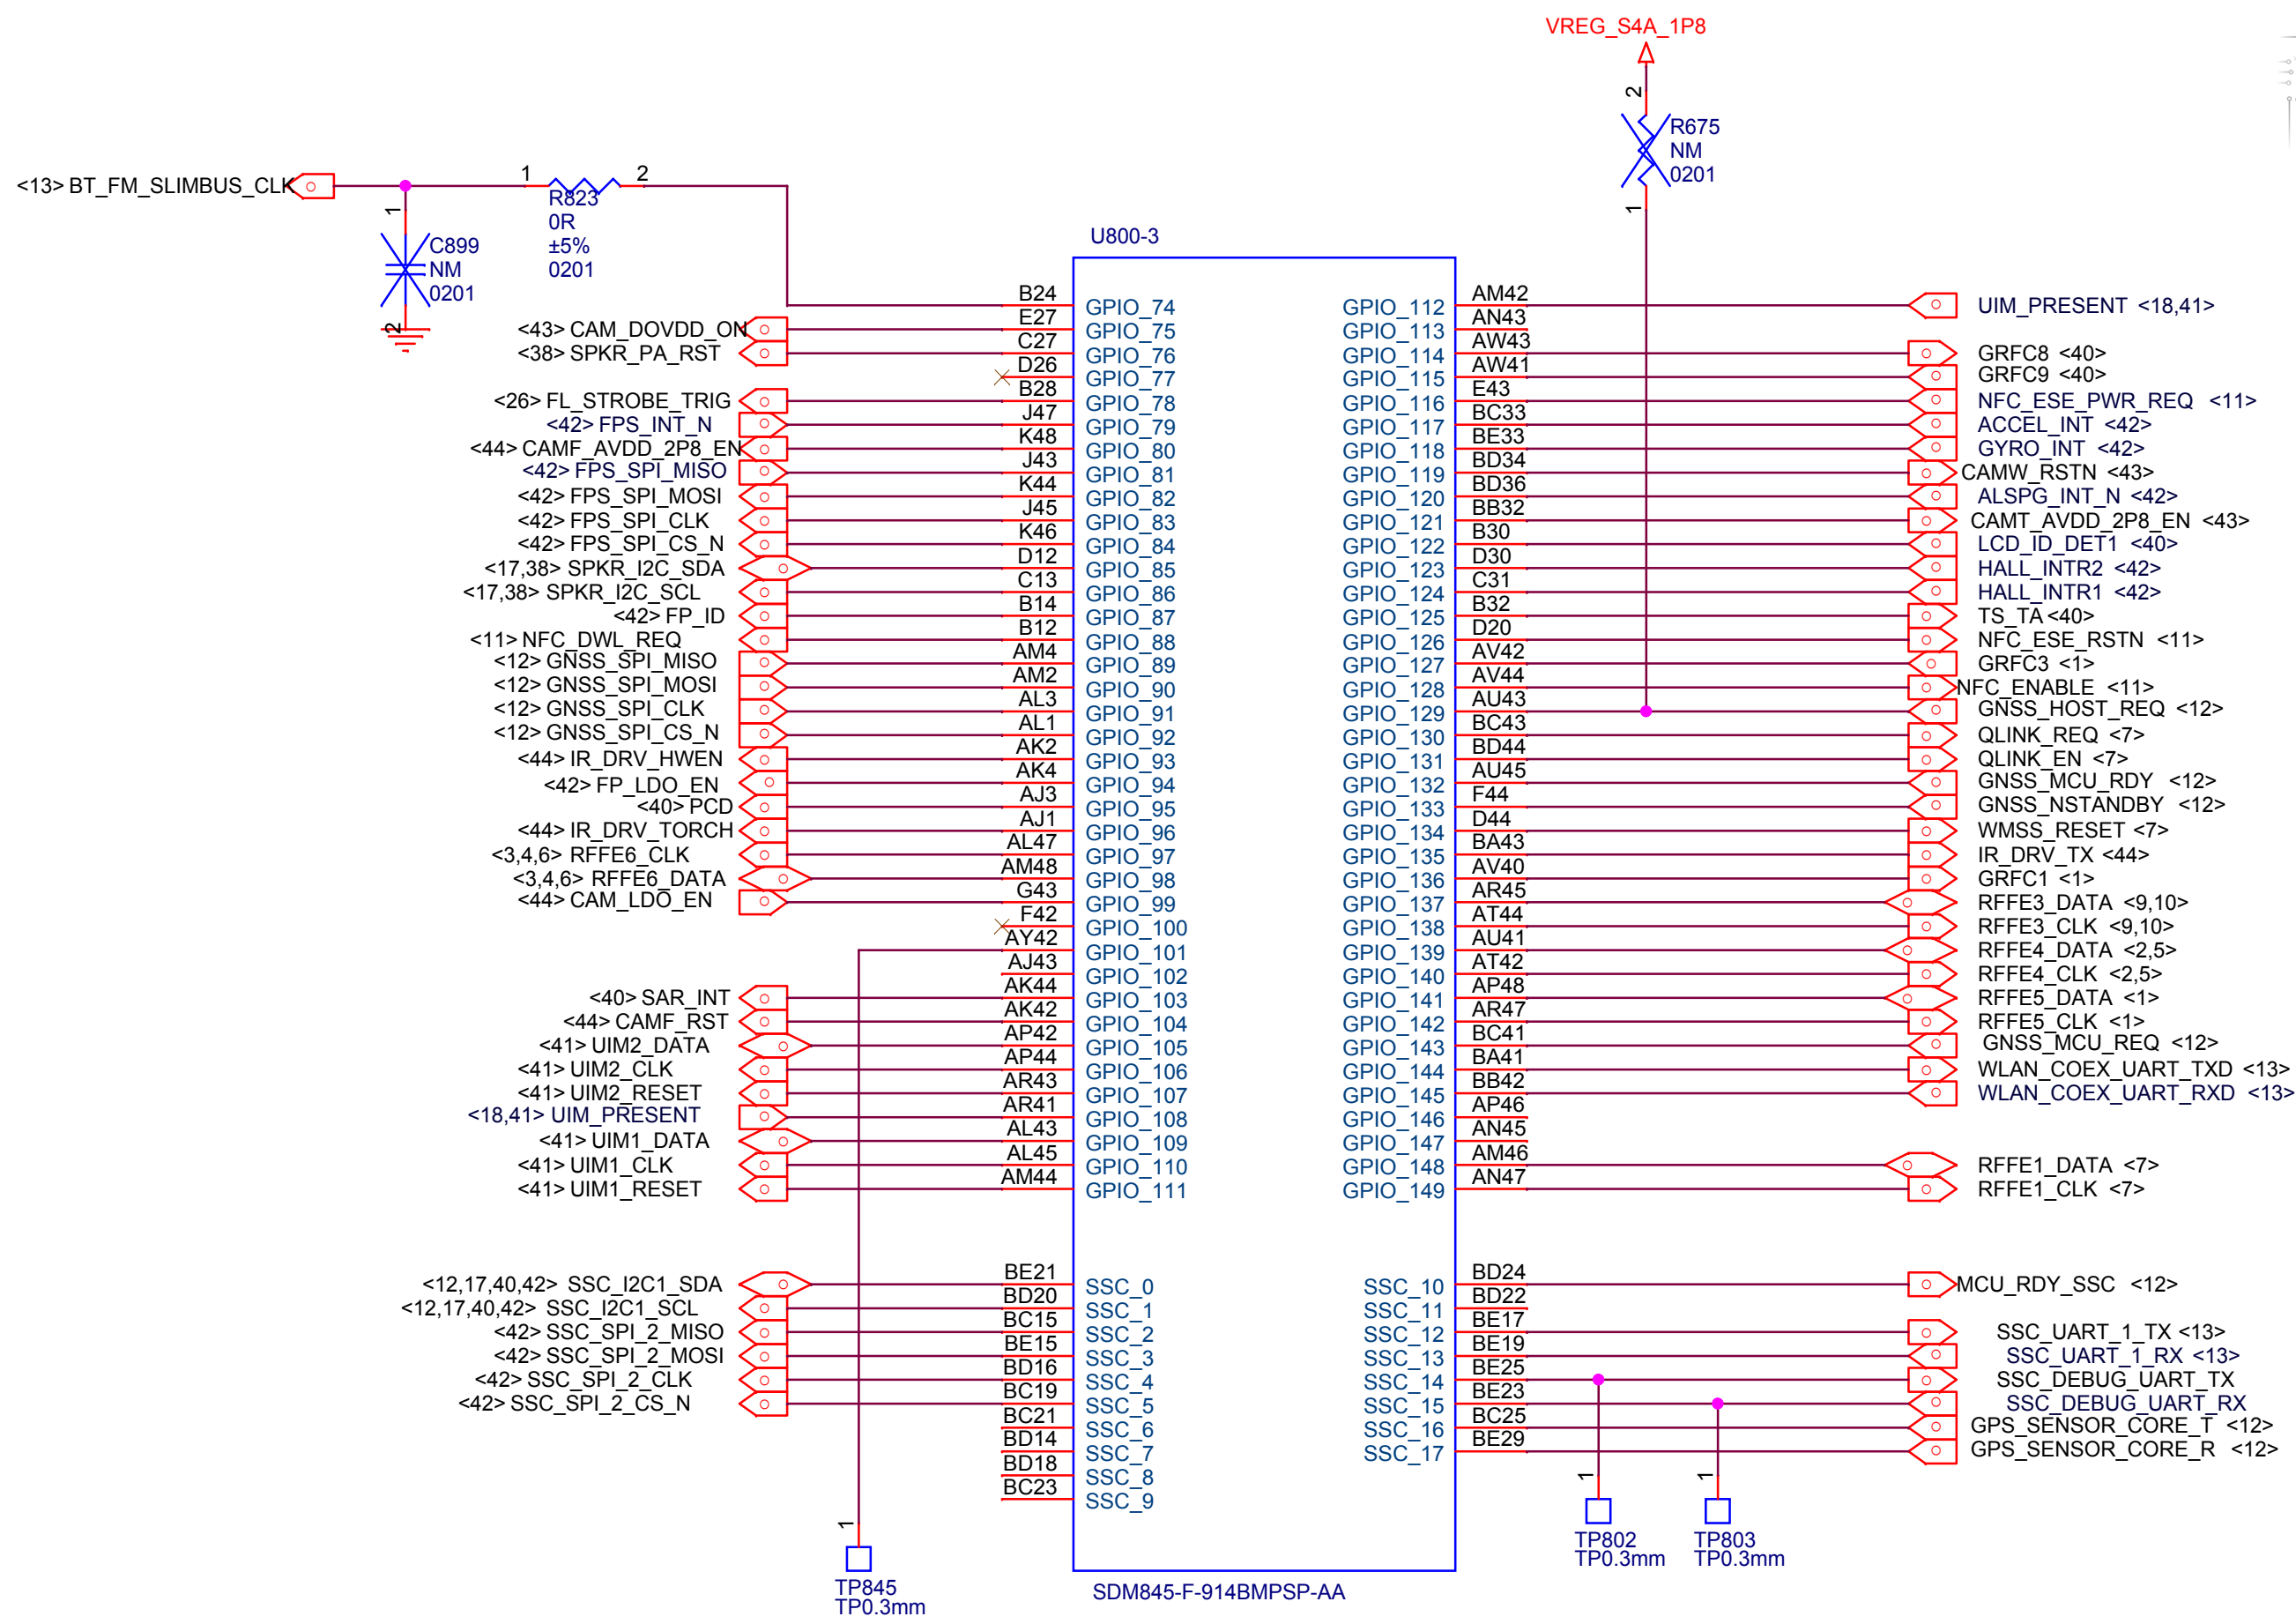 VREG_S4A_1P8
2
R675
NM
0201
1
<13> BT_FM_SLIMBUS_CLK
1
2
R823
0R
±5%
0201
1
C899
NM
0201
2
U800-3
B24 GPIO_74
<43> CAM_DOVDD_ON E27 GPIO_75
<38> SPKR_PA_RST C27 GPIO_76
D26 GPIO_77
<26> FL_STROBE_TRIG B28 GPIO_78
<42> FPS_INT_N J47 GPIO_79
<44> CAMF_AVDD_2P8_EN K48 GPIO_80
<42> FPS_SPI_MISO J43 GPIO_81
<42> FPS_SPI_MOSI K44 GPIO_82
<42> FPS_SPI_CLK J45 GPIO_83
<42> FPS_SPI_CS_N K46 GPIO_84
<17,38> SPKR_I2C_SDA D12 GPIO_85
<17,38> SPKR_I2C_SCL C13 GPIO_86
<42> FP_ID B14 GPIO_87
<11> NFC_DWL_REQ B12 GPIO_88
<12> GNSS_SPI_MISO AM4 GPIO_89
<12> GNSS_SPI_MOSI AM2 GPIO_90
<12> GNSS_SPI_CLK AL3 GPIO_91
<12> GNSS_SPI_CS_N AL1 GPIO_92
<44> IR_DRV_HWEN AK2 GPIO_93
<42> FP_LDO_EN AK4 GPIO_94
<40> PCD AJ3 GPIO_95
<44> IR_DRV_TORCH AJ1 GPIO_96
<3,4,6> RFFE6_CLK AL47 GPIO_97
<3,4,6> RFFE6_DATA AM48 GPIO_98
<44> CAM_LDO_EN G43 GPIO_99
F42 GPIO_100
AY42 GPIO_101
AJ43 GPIO_102
<40> SAR_INT AK44 GPIO_103
<44> CAMF_RST AK42 GPIO_104
<41> UIM2_DATA AP42 GPIO_105
<41> UIM2_CLK AP44 GPIO_106
<41> UIM2_RESET AR43 GPIO_107
<18,41> UIM_PRESENT AR41 GPIO_108
<41> UIM1_DATA AL43 GPIO_109
<41> UIM1_CLK AL45 GPIO_110
<41> UIM1_RESET AM44 GPIO_111
<12,17,40,42> SSC_I2C1_SDA BE21 SSC_0
<12,17,40,42> SSC_I2C1_SCL BD20 SSC_1
<42> SSC_SPI_2_MISO BC15 SSC_2
<42> SSC_SPI_2_MOSI BE15 SSC_3
<42> SSC_SPI_2_CLK BD16 SSC_4
<42> SSC_SPI_2_CS_N BC19 SSC_5
BC21 SSC_6
BD14 SSC_7
BD18 SSC_8
BC23 SSC_9
1
TP845
TP0.3mm
GPIO_112 AM42 UIM_PRESENT <18,41>
GPIO_113 AN43
GPIO_114 AW43 GRFC8 <40>
GPIO_115 AW41 GRFC9 <40>
GPIO_116 E43 NFC_ESE_PWR_REQ <11>
GPIO_117 BC33 ACCEL_INT <42>
GPIO_118 BE33 GYRO_INT <42>
GPIO_119 BD34 CAMW_RSTN <43>
GPIO_120 BD36 ALSPG_INT_N <42>
GPIO_121 BB32 CAMT_AVDD_2P8_EN <43>
GPIO_122 B30 LCD_ID_DET1 <40>
GPIO_123 D30 HALL_INTR2 <42>
GPIO_124 C31 HALL_INTR1 <42>
GPIO_125 B32 TS_TA <40>
GPIO_126 D20 NFC_ESE_RSTN <11>
GPIO_127 AV42 GRFC3 <1>
GPIO_128 AV44 NFC_ENABLE <11>
GPIO_129 AU43 GNSS_HOST_REQ <12>
GPIO_130 BC43 QLINK_REQ <7>
GPIO_131 BD44 QLINK_EN <7>
GPIO_132 AU45 GNSS_MCU_RDY <12>
GPIO_133 F44 GNSS_NSTANDBY <12>
GPIO_134 D44 WMSS_RESET <7>
GPIO_135 BA43 IR_DRV_TX <44>
GPIO_136 AV40 GRFC1 <1>
GPIO_137 AR45 RFFE3_DATA <9,10>
GPIO_138 AT44 RFFE3_CLK <9,10>
GPIO_139 AU41 RFFE4_DATA <2,5>
GPIO_140 AT42 RFFE4_CLK <2,5>
GPIO_141 AP48 RFFE5_DATA <1>
GPIO_142 AR47 RFFE5_CLK <1>
GPIO_143 BC41 GNSS_MCU_REQ <12>
GPIO_144 BA41 WLAN_COEX_UART_TXD <13>
GPIO_145 BB42 WLAN_COEX_UART_RXD <13>
GPIO_146 AP46
GPIO_147 AN45
GPIO_148 AM46 RFFE1_DATA <7>
GPIO_149 AN47 RFFE1_CLK <7>
SSC_10 BD24 MCU_RDY_SSC <12>
SSC_11 BD22
SSC_12 BE17 SSC_UART_1_TX <13>
SSC_13 BE19 SSC_UART_1_RX <13>
SSC_14 BE25 SSC_DEBUG_UART_TX
SSC_15 BE23 SSC_DEBUG_UART_RX
SSC_16 BC25 GPS_SENSOR_CORE_T <12>
SSC_17 BE29 GPS_SENSOR_CORE_R <12>
1
TP802
TP0.3mm
1
TP803
TP0.3mm
SDM845-F-914BMPSP-AA